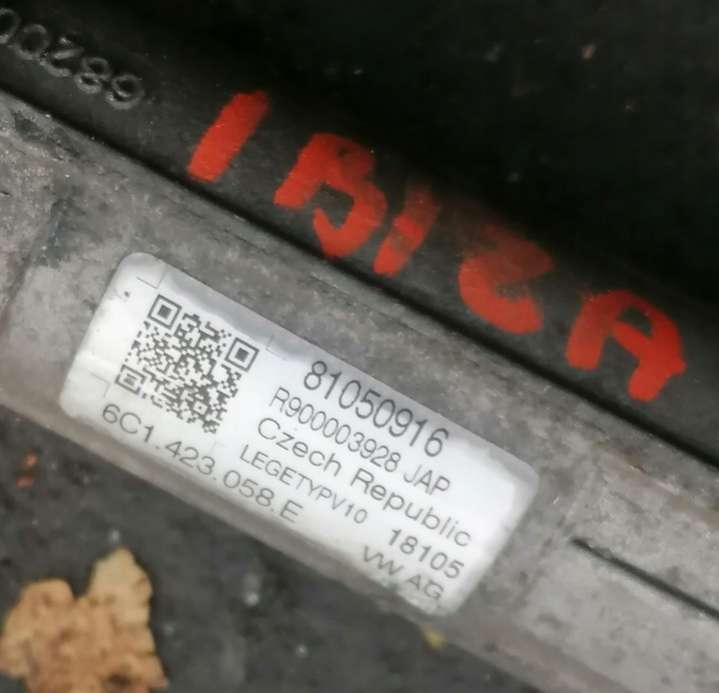 IBIZA
81050916
R900003928 JAP
Czech Republic
LEGETYPV10 18105
6C1.423.058.E
VW AG